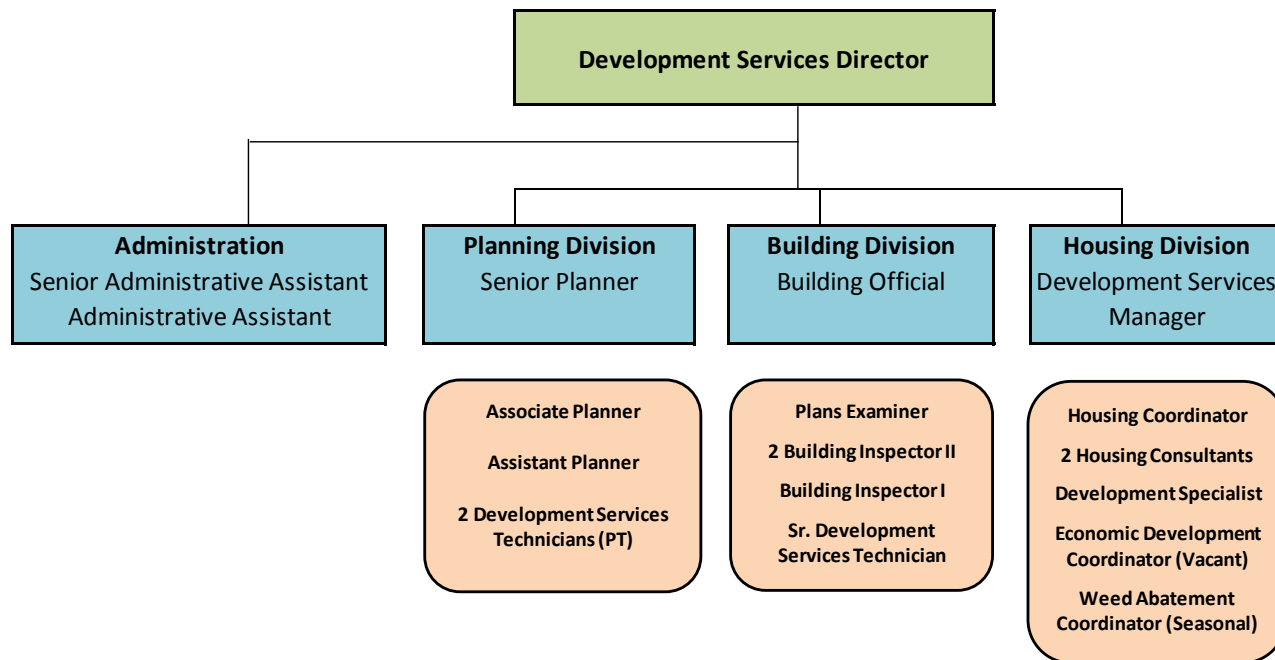 Development Services Director
Administration
Senior Administrative Assistant
Administrative Assistant
Planning Division
Senior Planner
Building Division
Building Official
Housing Division
Development Services
Manager
Associate Planner
Assistant Planner
2 Development Services
Technicians (PT)
Plans Examiner
2 Building Inspector II
Building Inspector I
Sr. Development
Services Technician
Housing Coordinator
2 Housing Consultants
Development Specialist
Economic Development
Coordinator (Vacant)
Weed Abatement
Coordinator (Seasonal)